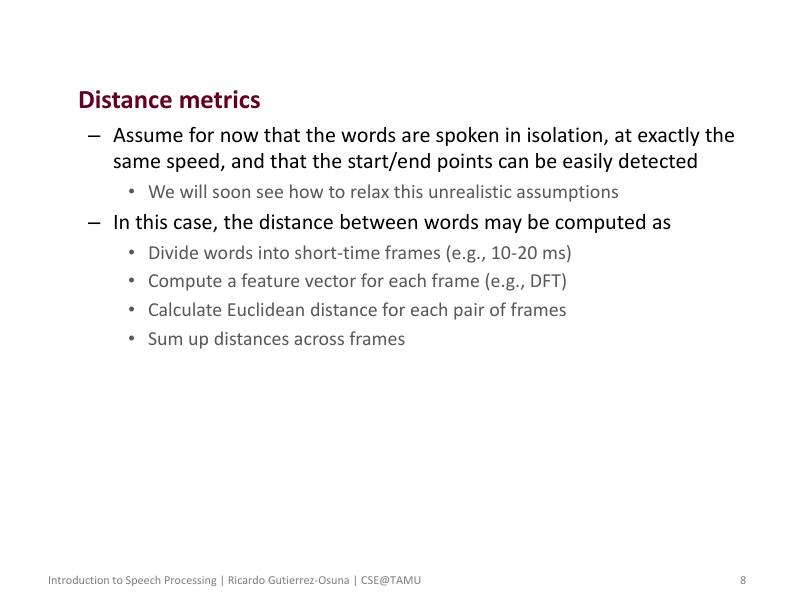 Distance metrics
– Assume for now that the words are spoken in isolation, at exactly the
same speed, and that the start/end points can be easily detected
• We will soon see how to relax this unrealistic assumptions
– In this case, the distance between words may be computed as
• Divide words into short-time frames (e.g., 10-20 ms)
• Compute a feature vector for each frame (e.g., DFT)
• Calculate Euclidean distance for each pair of frames
• Sum up distances across frames
Introduction to Speech Processing | Ricardo Gutierrez-Osuna | CSE@TAMU 8